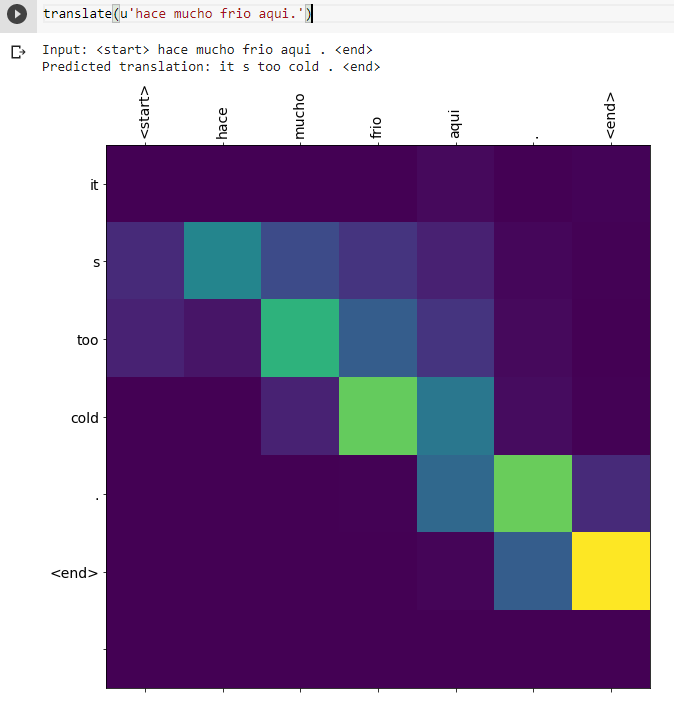 translate(u'hace mucho frio aqui.')
Input: <start> hace mucho frio aqui . <end>
Predicted translation: it s too cold . <end>
<start> hace mucho frio aqui . <end>
it
s
too
cold
.
<end>